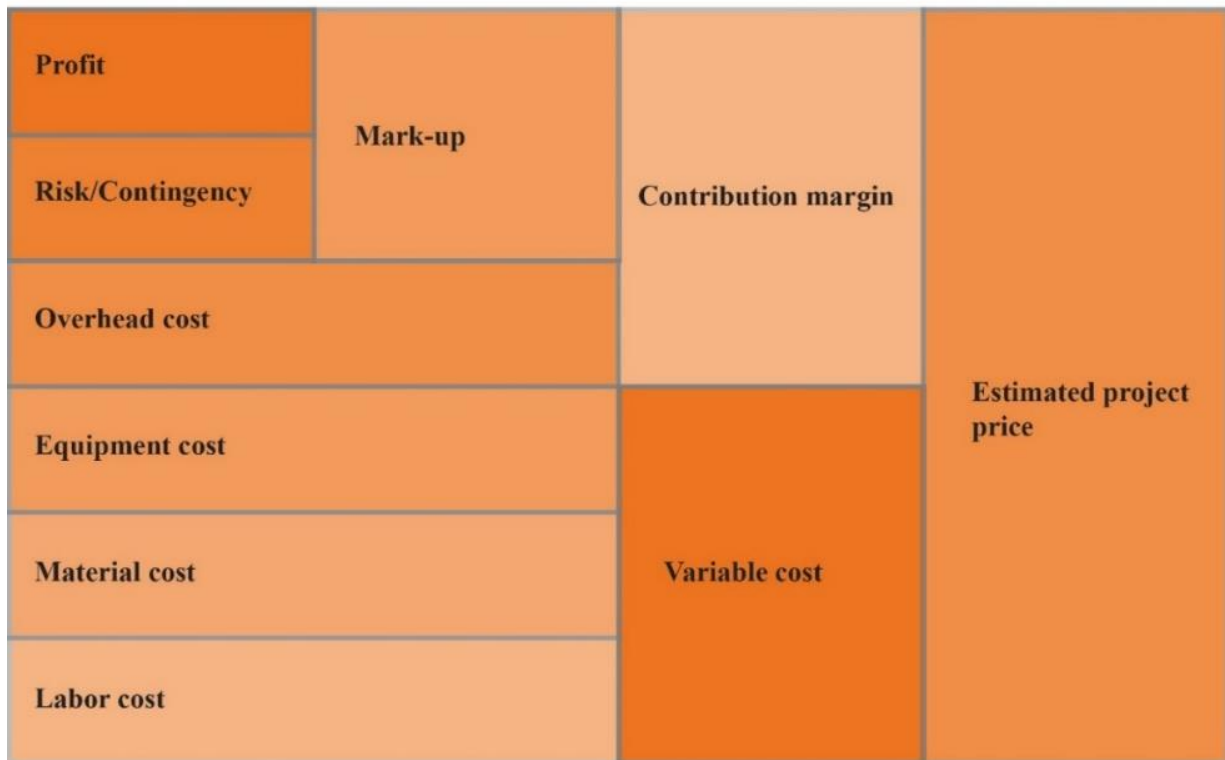 Profit
Mark-up
Risk/Contingency
Contribution margin
Overhead cost
Estimated project
price
Equipment cost
Material cost
Variable cost
Labor cost